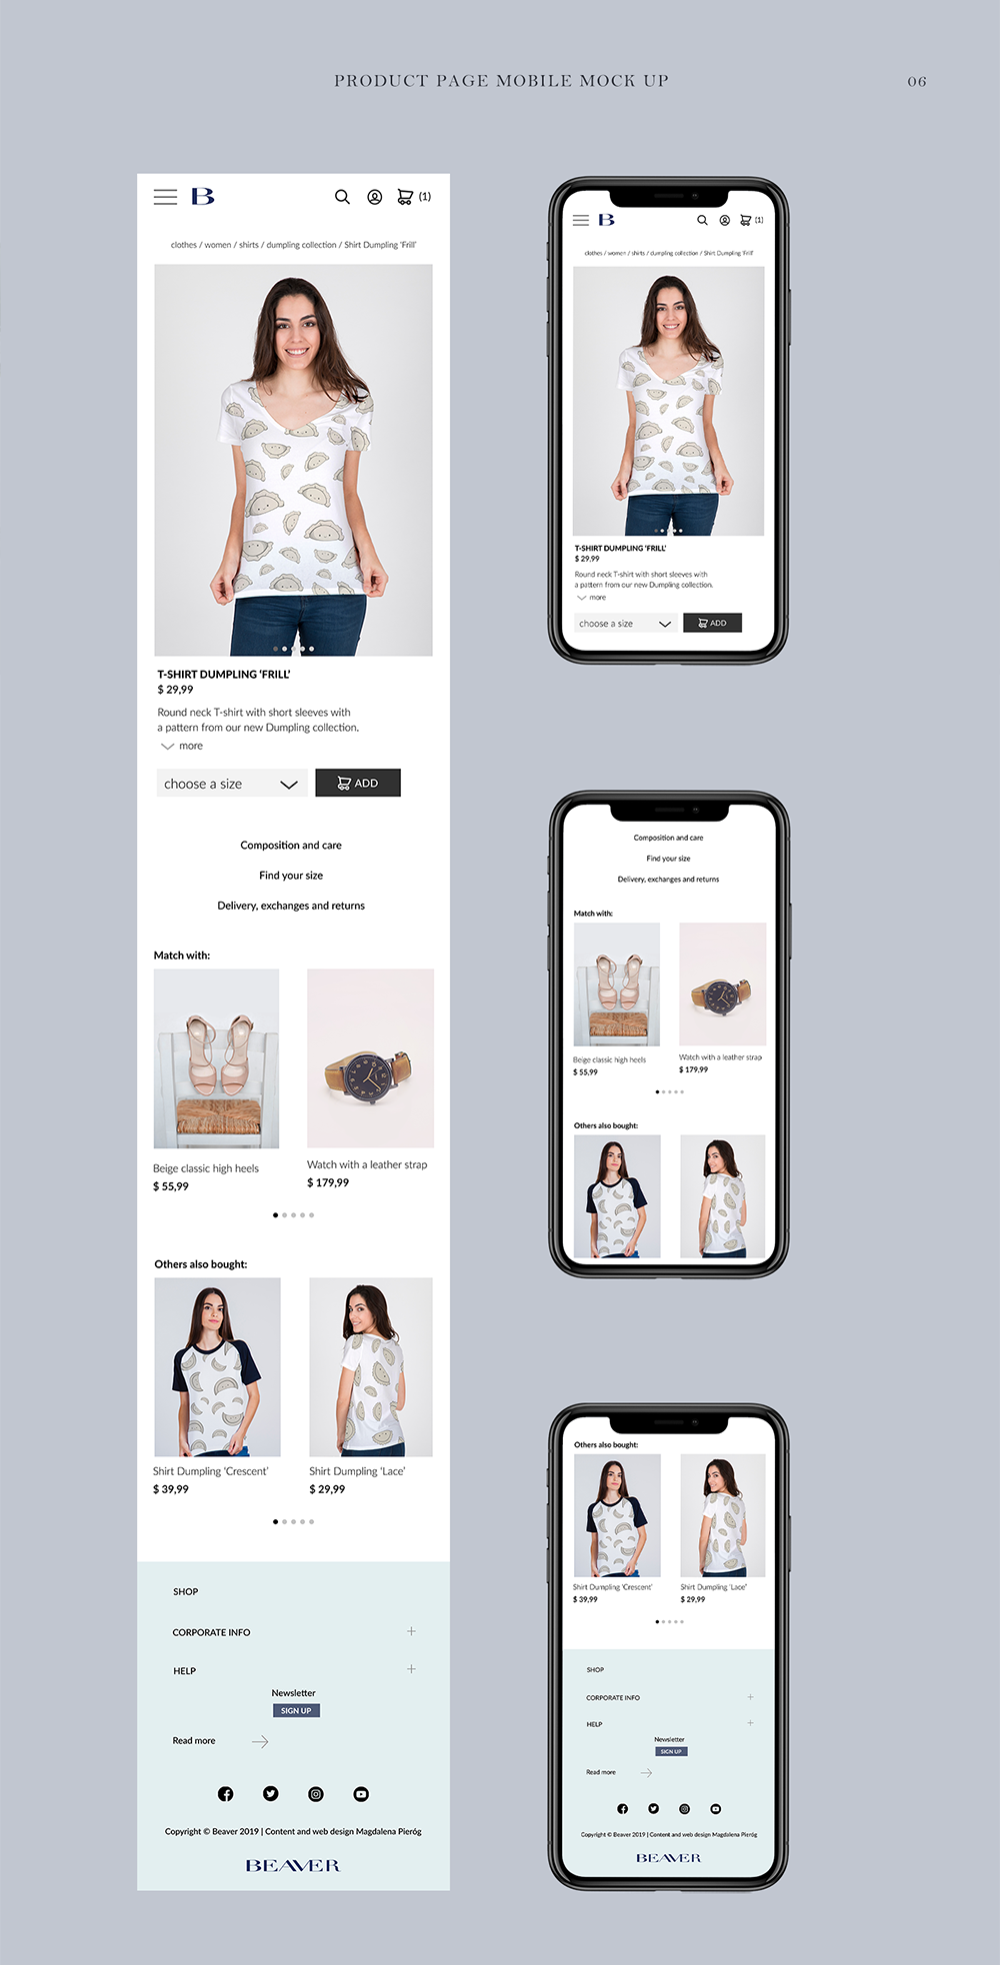 PRODUCT PAGE MOBILE MOCK UP
06
B
(1)
clothes / women / shirts / dumpling collection / Shirt Dumpling 'Frill'
T-SHIRT DUMPLING 'FRILL'
$ 29,99
Round neck T-shirt with short sleeves with
a pattern from our new Dumpling collection.
more
choose a size
ADD
Composition and care
Find your size
Delivery, exchanges and returns
Match with:
Beige classic high heels
$ 55,99
Watch with a leather strap
$ 179,99
Others also bought:
Shirt Dumpling 'Crescent'
$ 39,99
Shirt Dumpling 'Lace'
$ 29,99
SHOP
CORPORATE INFO
HELP
Newsletter
SIGN UP
Read more
Copyright © Beaver 2019 | Content and web design Magdalena Pieróg
BEAVER
B
(1)
clothes / women / shirts / dumpling collection / Shirt Dumpling 'Frill'
T-SHIRT DUMPLING 'FRILL'
$ 29,99
Round neck T-shirt with short sleeves with
a pattern from our new Dumpling collection.
more
choose a size
ADD
Composition and care
Find your size
Delivery, exchanges and returns
Match with:
Beige classic high heels
$ 55,99
Watch with a leather strap
$ 179,99
Others also bought:
Others also bought:
Shirt Dumpling 'Crescent'
$ 39,99
Shirt Dumpling 'Lace'
$ 29,99
SHOP
CORPORATE INFO
HELP
Newsletter
SIGN UP
Read more
Copyright © Beaver 2019 | Content and web design Magdalena Pieróg
BEAVER